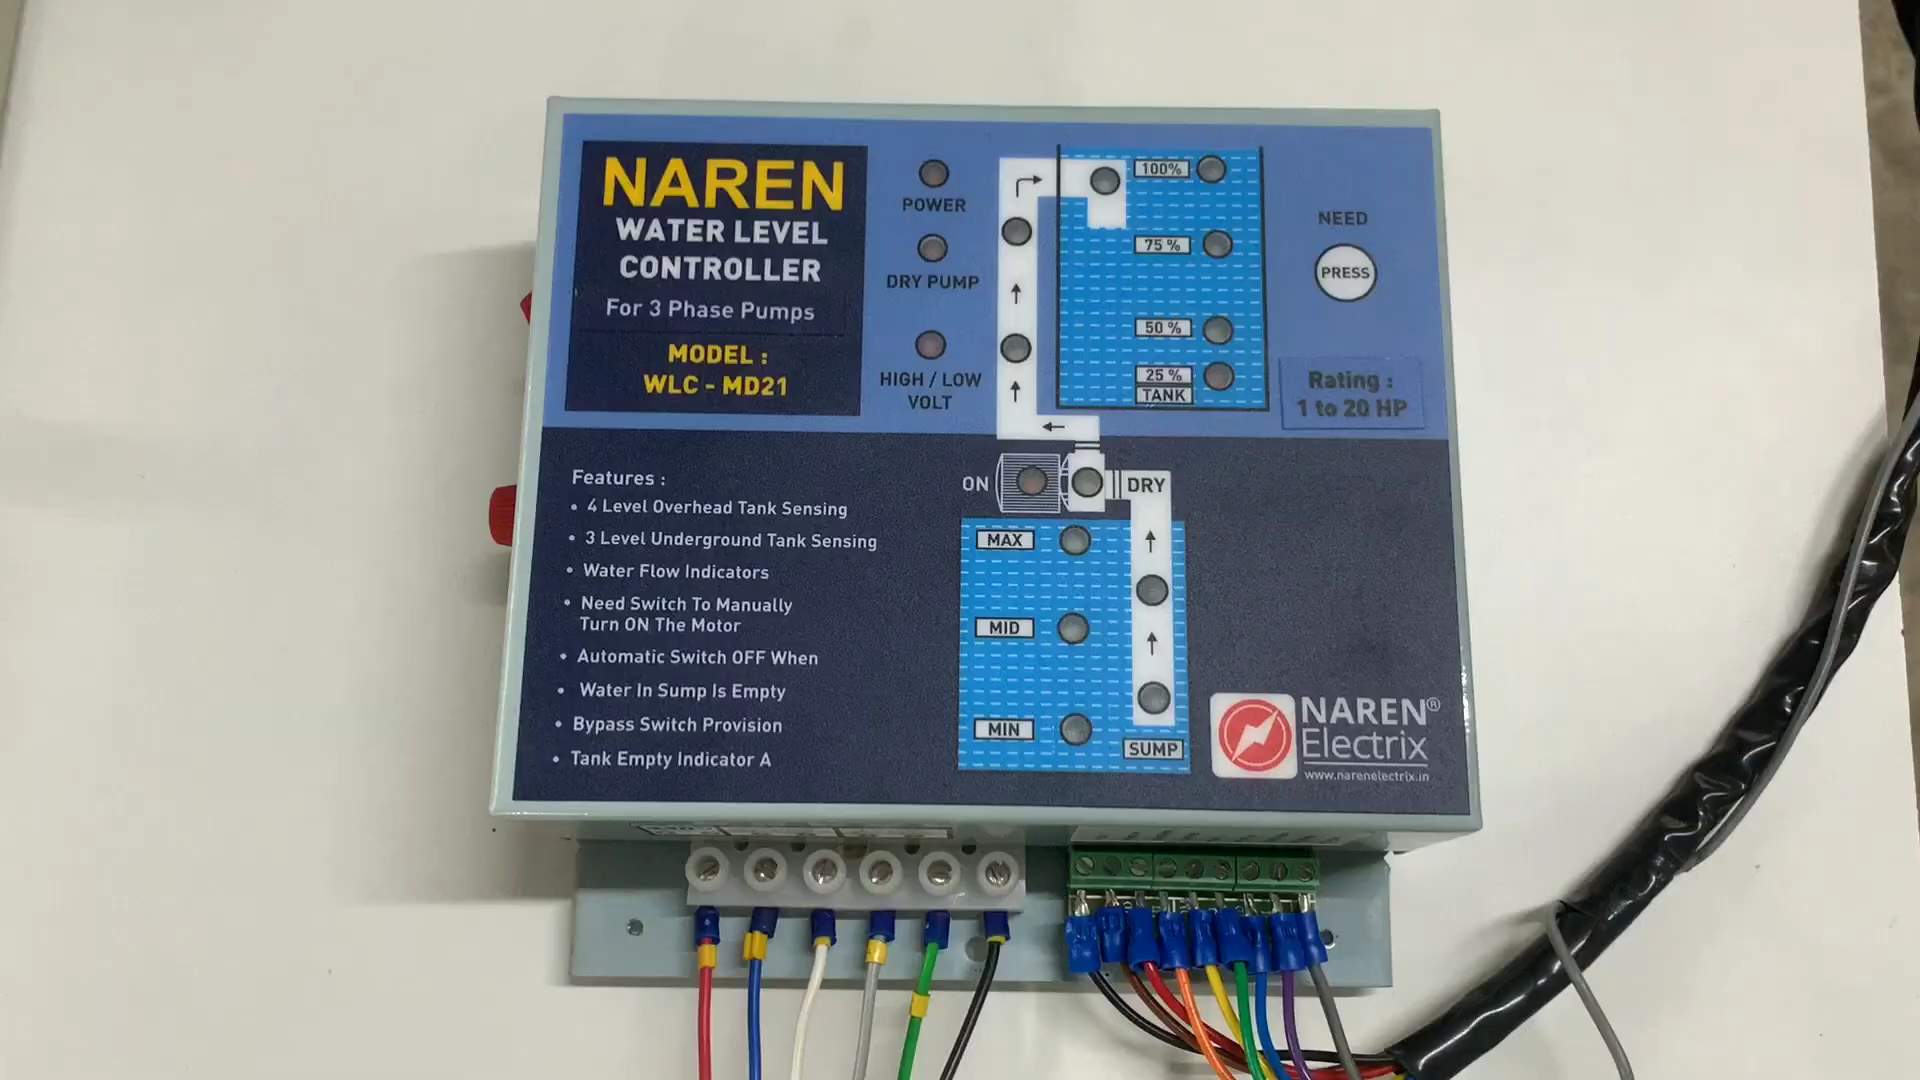 NAREN
WATER LEVEL
CONTROLLER
For 3 Phase Pumps
MODEL :
WLC - MD21
POWER
DRY PUMP
HIGH / LOW
VOLT
100%
75 %
50 %
25 %
TANK
NEED
PRESS
Rating :
1 to 20 HP
Features :
• 4 Level Overhead Tank Sensing
• 3 Level Underground Tank Sensing
• Water Flow Indicators
• Need Switch To Manually
Turn ON The Motor
• Automatic Switch OFF When
• Water In Sump Is Empty
• Bypass Switch Provision
• Tank Empty Indicator A
ON
DRY
MAX
MID
MIN
SUMP
NAREN®
Electrix
www.narenelectrix.in